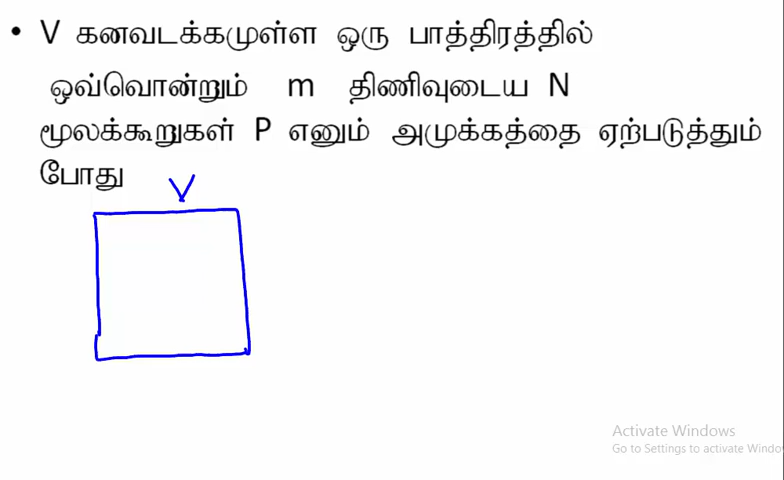 • V கனவடக்கமுள்ள ஒரு பாத்திரத்தில்
ஒவ்வொன்றும் m திணிவுடைய N
மூலக்கூறுகள் P எனும் அமுக்கத்தை ஏற்படுத்தும்
போது
V
Activate Windows
Go to Settings to activate Windo